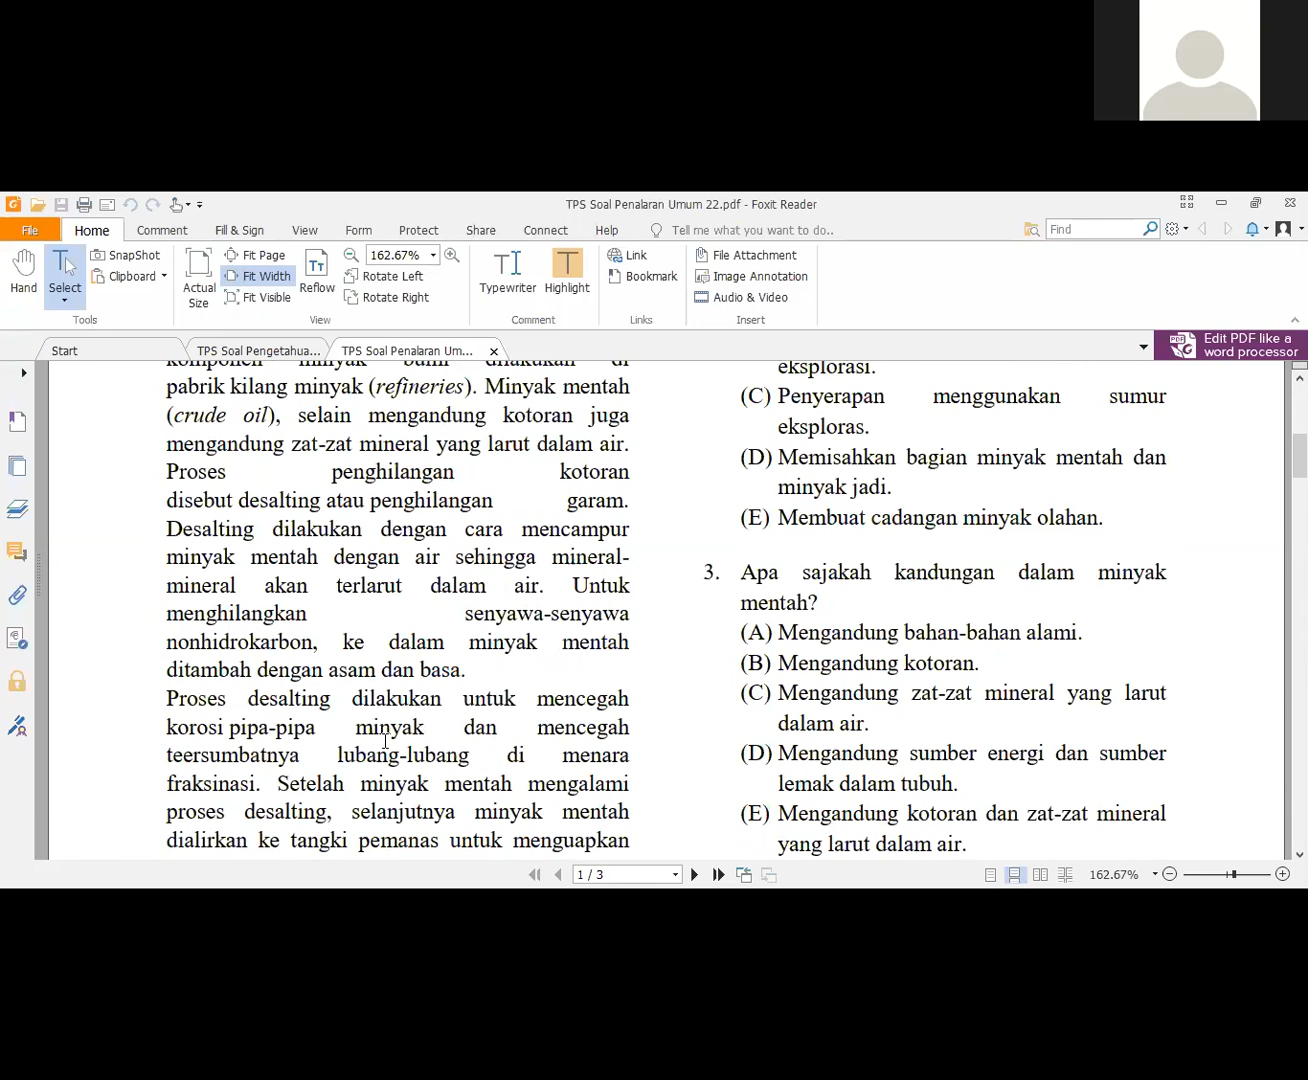 TPS Soal Penalaran Umum 22.pdf - Foxit Reader
File Home Comment Fill & Sign View Form Protect Share Connect Help Tell me what you want to do.. Find
Hand
Select
SnapShot
Clipboard
Tools
Actual Size
Fit Page
Fit Width
Fit Visible
Reflow
162.67%
Rotate Left
Rotate Right
View
Typewriter
Highlight
Comment
Link
Bookmark
Links
File Attachment
Image Annotation
Audio & Video
Insert
Start
TPS Soal Pengetahua...
TPS Soal Penalaran Um...
Edit PDF like a
word processor
komponen minyak bumi dilakukan di
pabrik kilang minyak (refineries). Minyak mentah
(crude oil), selain mengandung kotoran juga
mengandung zat-zat mineral yang larut dalam air.
Proses penghilangan kotoran
disebut desalting atau penghilangan garam.
Desalting dilakukan dengan cara mencampur
minyak mentah dengan air sehingga mineral-
mineral akan terlarut dalam air. Untuk
menghilangkan senyawa-senyawa
nonhidrokarbon, ke dalam minyak mentah
ditambah dengan asam dan basa.
Proses desalting dilakukan untuk mencegah
korosi pipa-pipa minyak dan mencegah
teersumbatnya lubang-lubang di menara
fraksinasi. Setelah minyak mentah mengalami
proses desalting, selanjutnya minyak mentah
dialirkan ke tangki pemanas untuk menguapkan
eksplorasi.
(C) Penyerapan menggunakan sumur
eksploras.
(D) Memisahkan bagian minyak mentah dan
minyak jadi.
(E) Membuat cadangan minyak olahan.
3. Apa sajakah kandungan dalam minyak
mentah?
(A) Mengandung bahan-bahan alami.
(B) Mengandung kotoran.
(C) Mengandung zat-zat mineral yang larut
dalam air.
(D) Mengandung sumber energi dan sumber
lemak dalam tubuh.
(E) Mengandung kotoran dan zat-zat mineral
yang larut dalam air.
1 / 3
162.67%